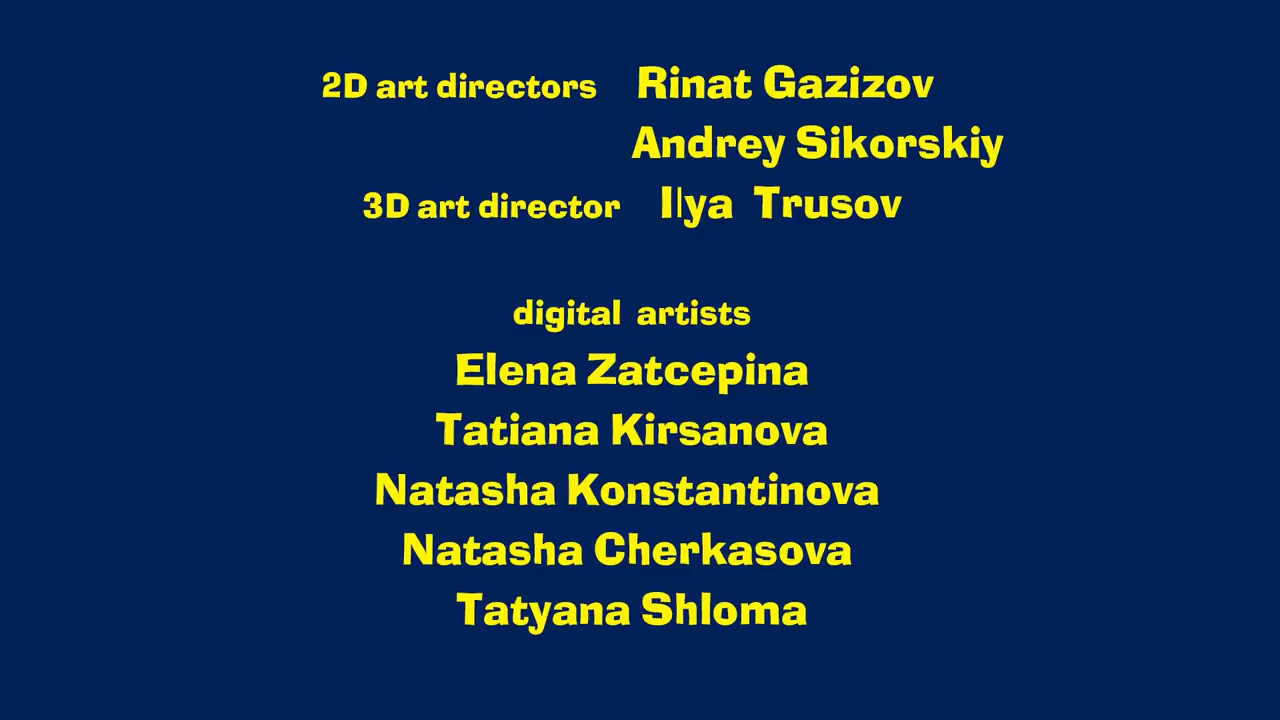 2D art directors Rinat Gazizov
Andrey Sikorskiy
3D art director Ilya Trusov
digital artists
Elena Zatcepina
Tatiana Kirsanova
Natasha Konstantinova
Natasha Cherkasova
Tatyana Shloma